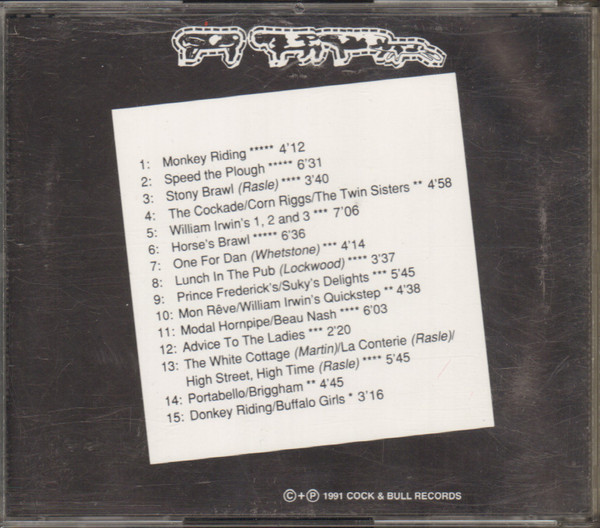 1: Monkey Riding ***** 4'12
2: Speed the Plough ***** 6'31
3: Stony Brawl (Rasle) **** 3'40
4: The Cockade/Corn Riggs/The Twin Sisters ** 4'58
5: William Irwin's 1, 2 and 3 *** 7'06
6: Horse's Brawl ***** 6'36
7: One For Dan (Whetstone) *** 4'14
8: Lunch In The Pub (Lockwood) **** 3'37
9: Prince Frederick's/Suky's Delights *** 5'45
10: Mon Rêve/William Irwin's Quickstep ** 4'38
11: Modal Hornpipe/Beau Nash **** 6'03
12: Advice To The Ladies *** 2'20
13: The White Cottage (Martin)/La Conterie (Rasle)/
High Street, High Time (Rasle) **** 5'45
14: Portabello/Briggham ** 4'45
15: Donkey Riding/Buffalo Girls * 3'16
©+℗ 1991 COCK & BULL RECORDS